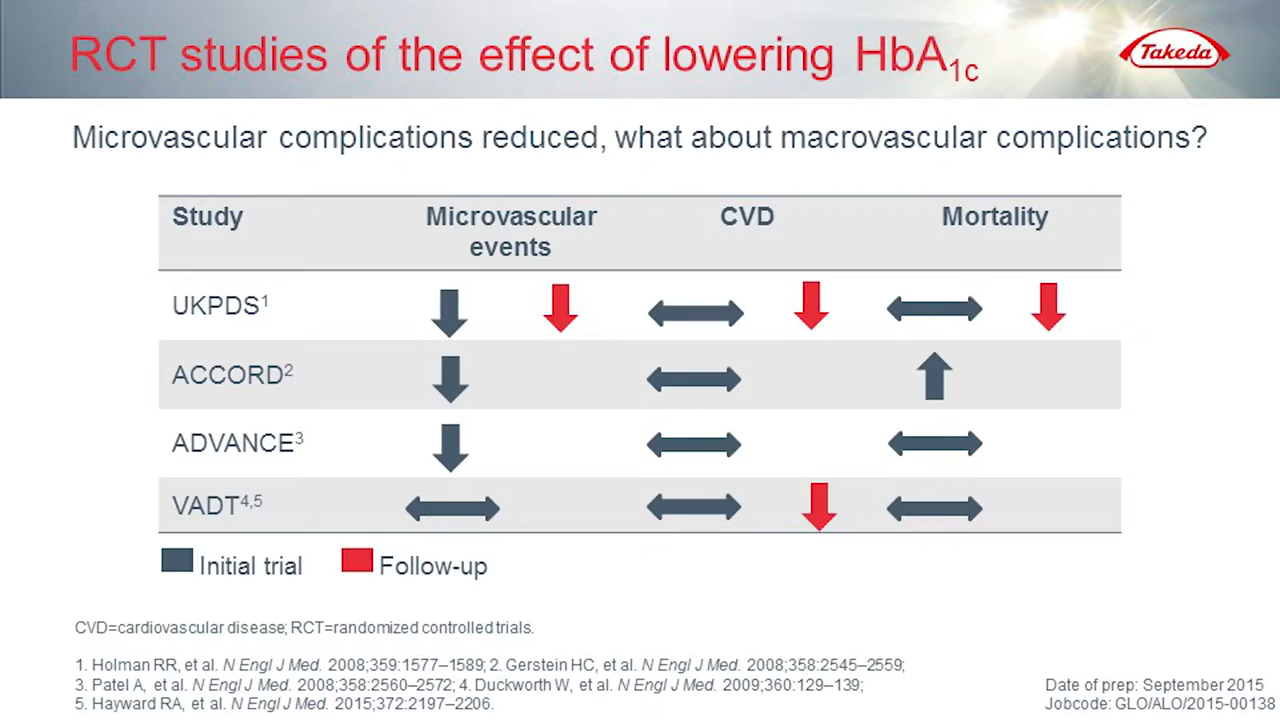 RCT studies of the effect of lowering HbA1c
Takeda
Microvascular complications reduced, what about macrovascular complications?
Study Microvascular events CVD Mortality
UKPDS1
ACCORD2
ADVANCE3
VADT4,5
Initial trial Follow-up
CVD=cardiovascular disease; RCT=randomized controlled trials.
1. Holman RR, et al. N Engl J Med. 2008;359:1577–1589; 2. Gerstein HC, et al. N Engl J Med. 2008;358:2545–2559;
3. Patel A, et al. N Engl J Med. 2008;358:2560–2572; 4. Duckworth W, et al. N Engl J Med. 2009;360:129–139;
5. Hayward RA, et al. N Engl J Med. 2015;372:2197–2206.
Date of prep: September 2015
Jobcode: GLO/ALO/2015-00138